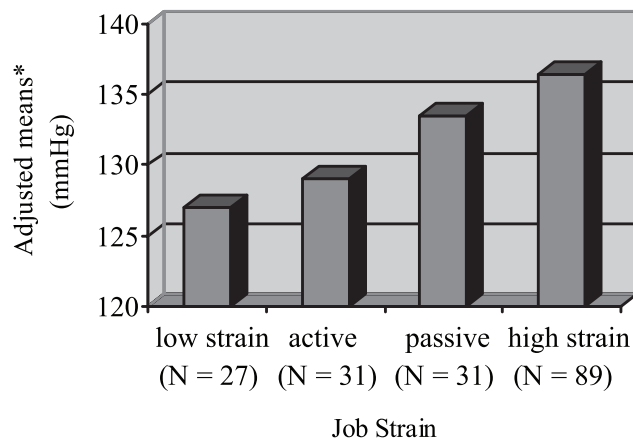 Adjusted means*
(mmHg)
140
135
130
125
120
low strain active passive high strain
(N = 27) (N = 31) (N = 31) (N = 89)
Job Strain